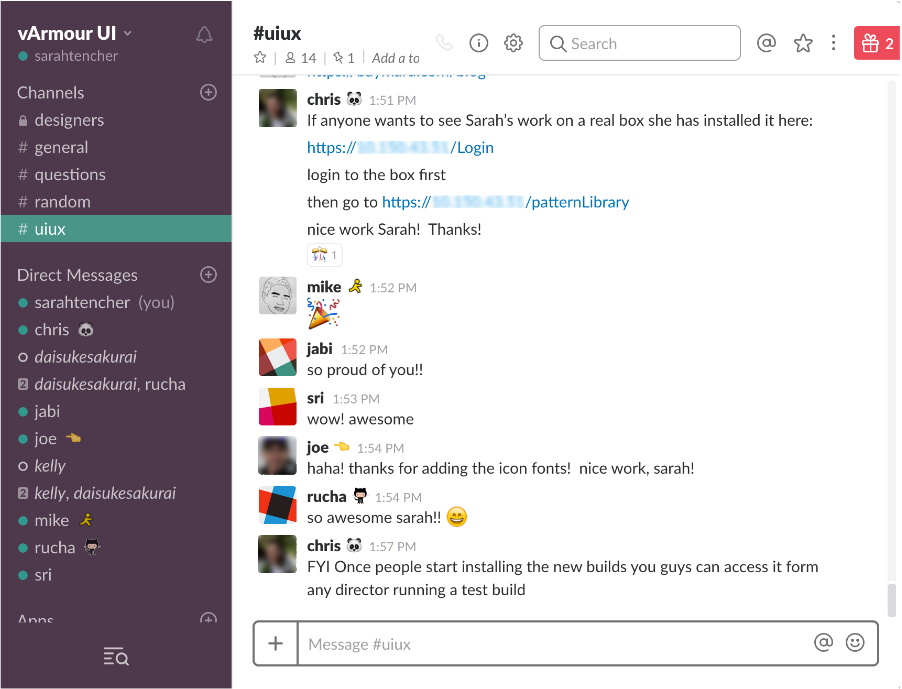 vArmour UI
sarahtencher
Channels
designers
# general
# questions
# random
# uiux
Direct Messages
sarahtencher (you)
chris
daisukesakurai
2 daisukesakurai, rucha
jabi
joe
kelly
2 kelly, daisukesakurai
mike
rucha
sri
Apps
#uiux
14 | 1 | Add a to
Search
2
chris 1:51 PM
If anyone wants to see Sarah's work on a real box she has installed it here:
https:// /Login
login to the box first
then go to https:// /patternLibrary
nice work Sarah!  Thanks!
1
mike 1:52 PM
jabi 1:52 PM
so proud of you!!
sri 1:53 PM
wow! awesome
joe 1:54 PM
haha! thanks for adding the icon fonts!  nice work, sarah!
rucha 1:54 PM
so awesome sarah!!
chris 1:57 PM
FYI Once people start installing the new builds you guys can access it form
any director running a test build
+ Message #uiux